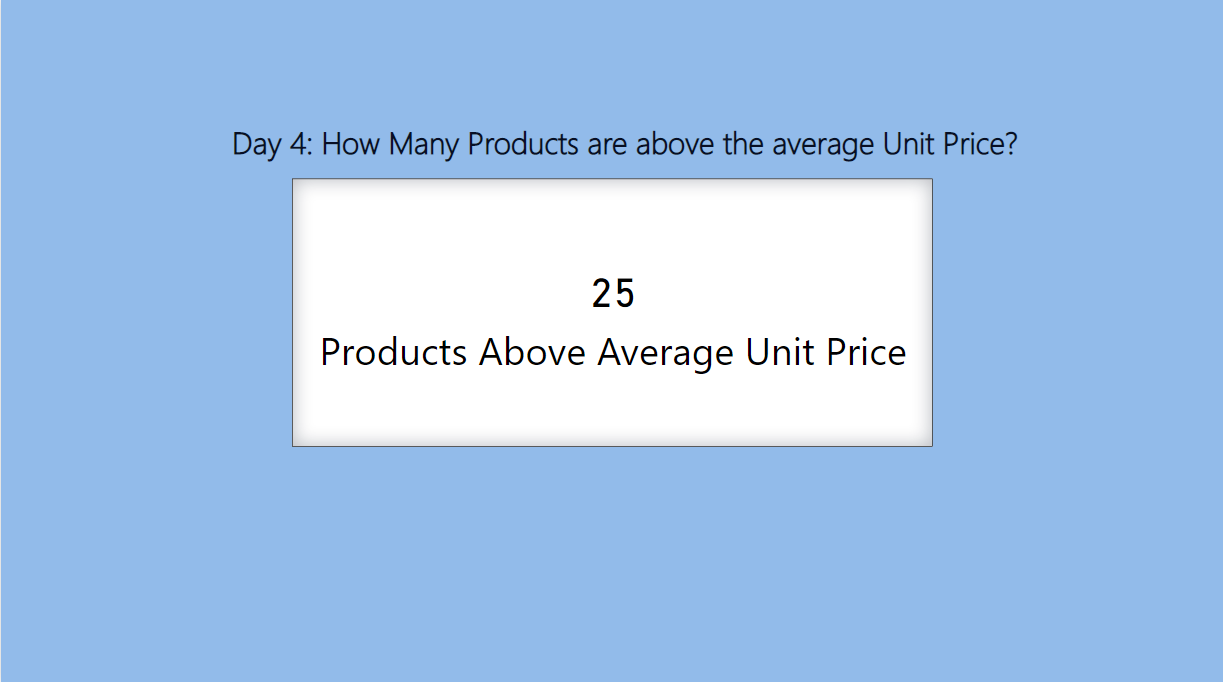 Day 4: How Many Products are above the average Unit Price?
25
Products Above Average Unit Price